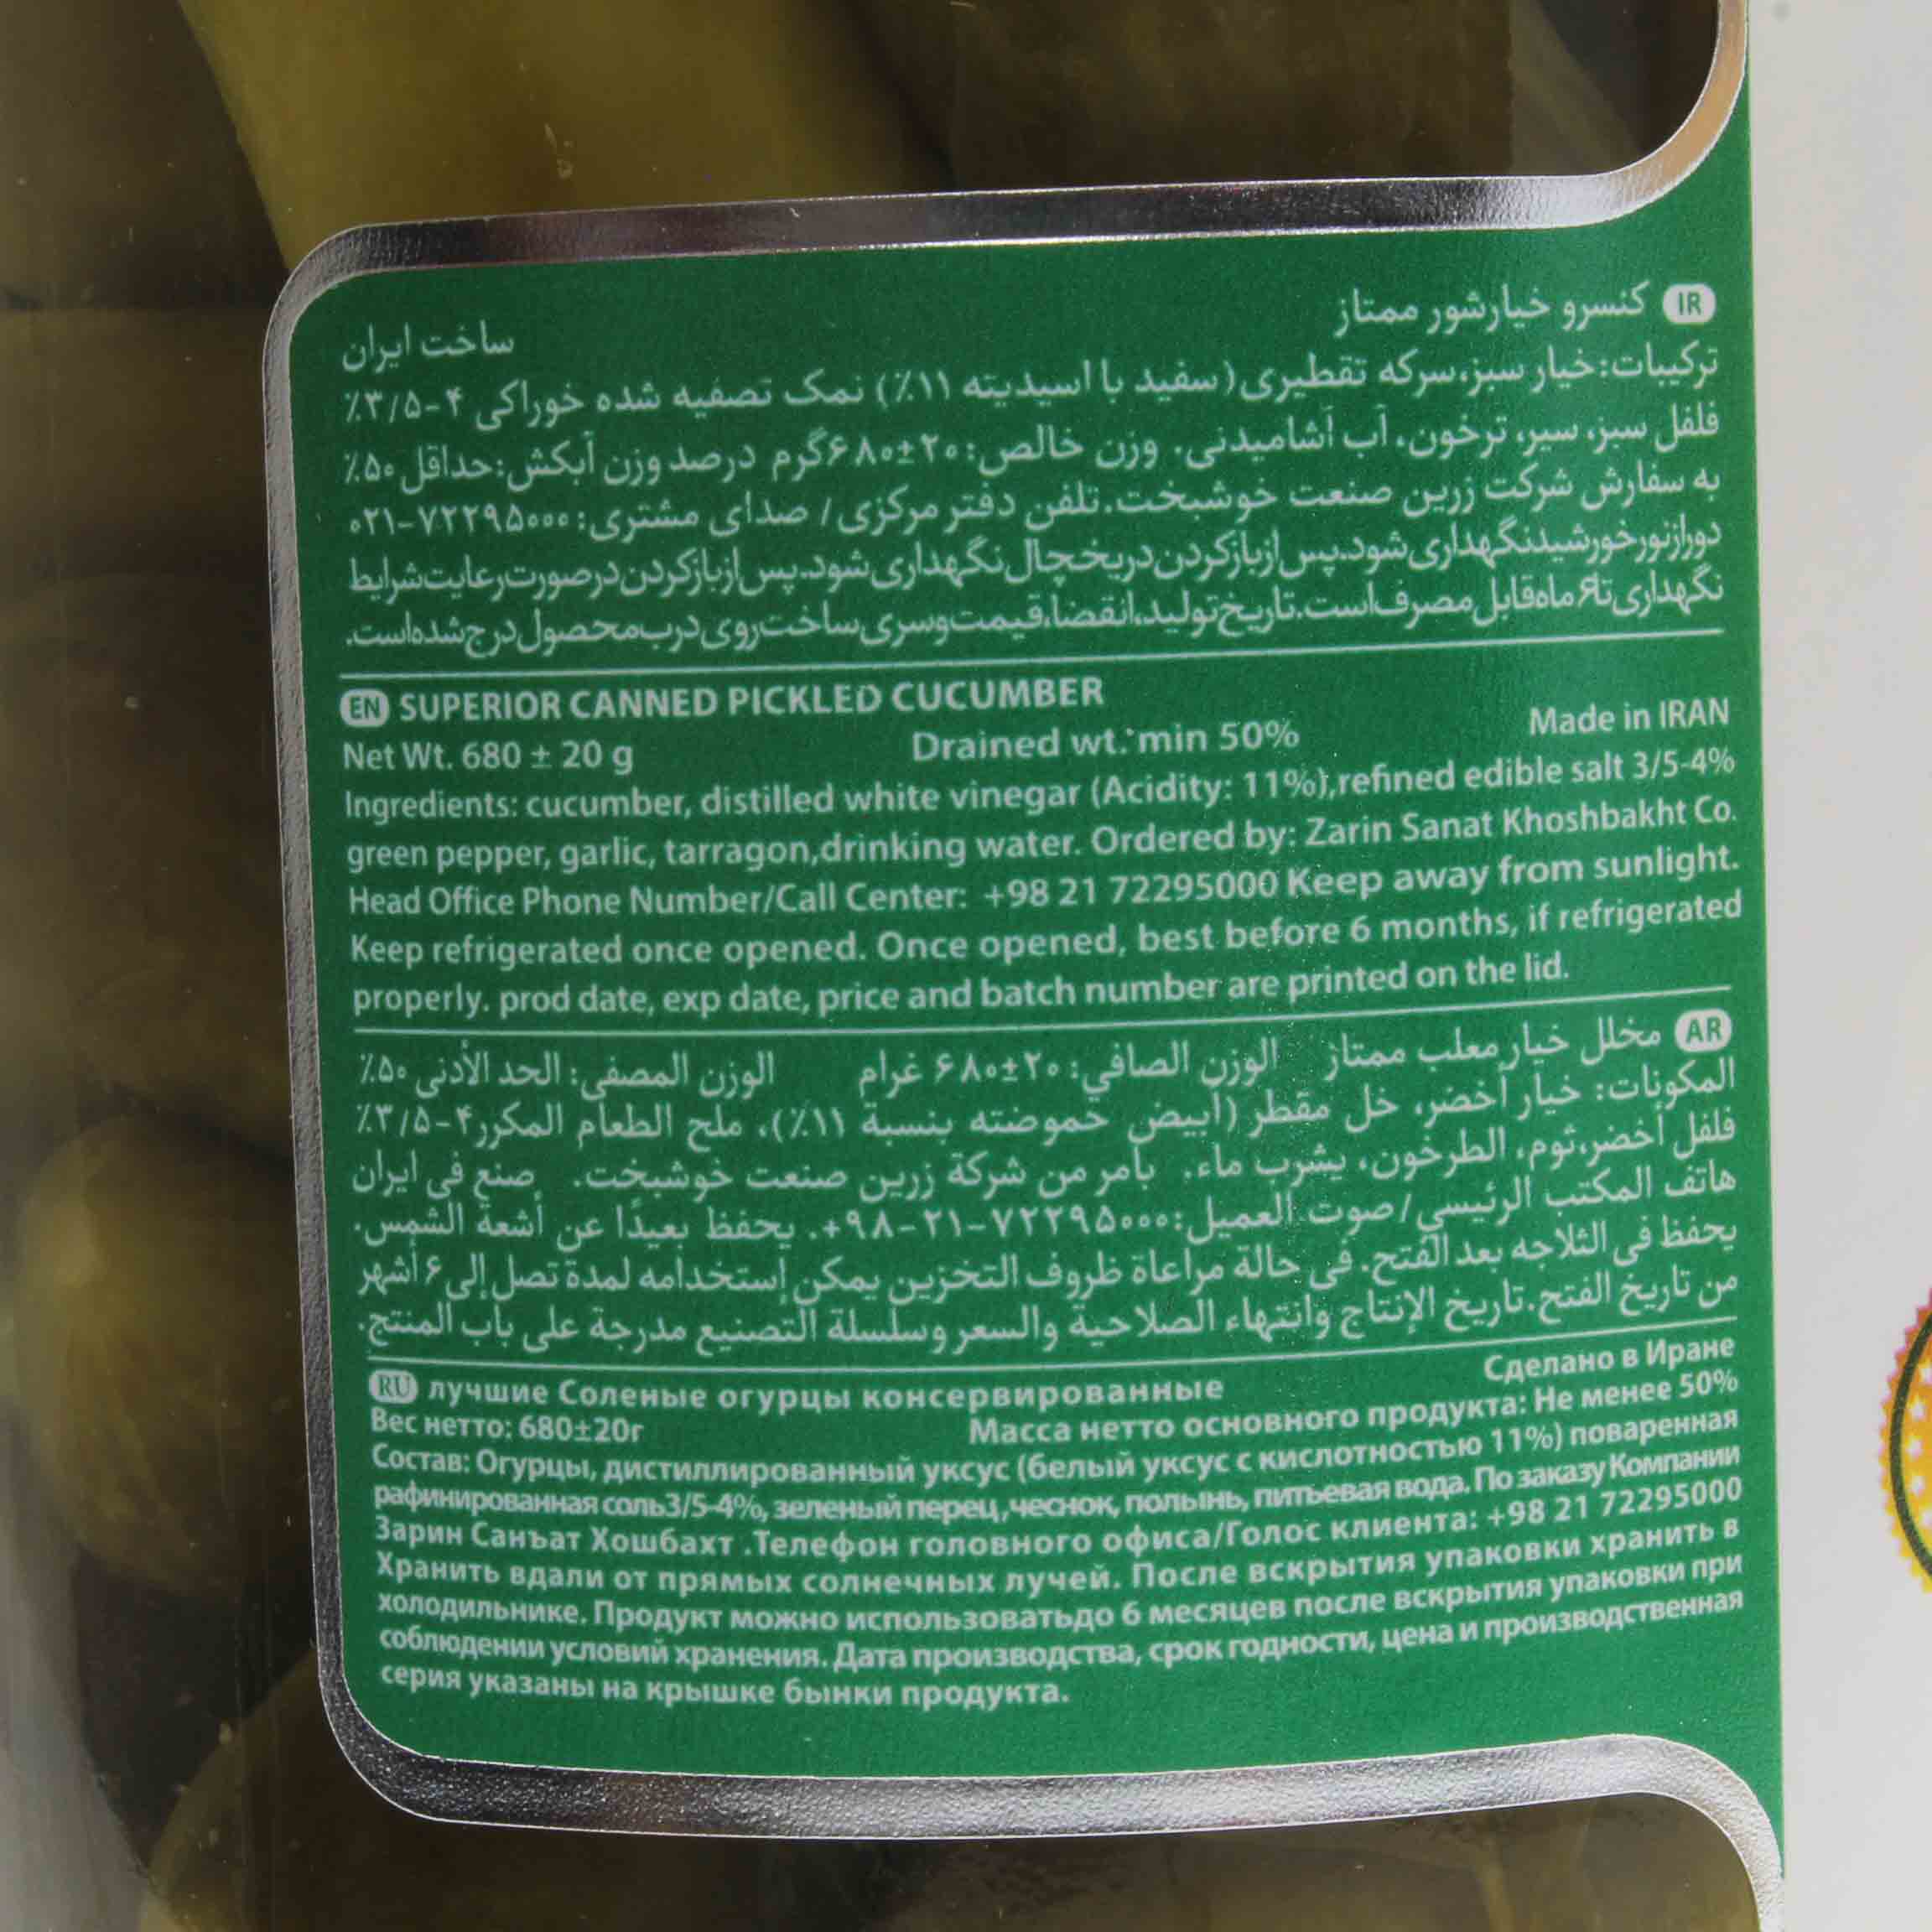 IR کنسرو خیارشور ممتاز
ساخت ایران
ترکیبات: خیار سبز، سرکه تقطیری (سفید با اسیدیته ۱۱٪) نمک تصفیه شده خوراکی ۴-۳/۵٪
فلفل سبز، سیر، ترخون، آب آشامیدنی. وزن خالص: ۲۰±۶۸۰گرم درصد وزن آبکش: حداقل ۵۰٪
به سفارش شرکت زرین صنعت خوشبخت. تلفن دفتر مرکزی / صدای مشتری: ۷۲۲۹۵۰۰۰-۰۲۱
دور از نور خورشید نگهداری شود. پس از باز کردن در یخچال نگهداری شود. پس از باز کردن در صورت رعایت شرایط
نگهداری تا ۶ ماه قابل مصرف است. تاریخ تولید، انقضا، قیمت و سری ساخت روی درب محصول درج شده است.
EN SUPERIOR CANNED PICKLED CUCUMBER
Net Wt. 680 ± 20 g Drained wt.: min 50% Made in IRAN
Ingredients: cucumber, distilled white vinegar (Acidity: 11%),refined edible salt 3/5-4%
green pepper, garlic, tarragon,drinking water. Ordered by: Zarin Sanat Khoshbakht Co.
Head Office Phone Number/Call Center: +98 21 72295000 Keep away from sunlight.
Keep refrigerated once opened. Once opened, best before 6 months, if refrigerated
properly. prod date, exp date, price and batch number are printed on the lid.
AR مخلل خيار معلب ممتاز الوزن الصافي: ۲۰±۶۸۰ غرام الوزن المصفى: الحد الأدنى ۵۰٪
المكونات: خيار أخضر، خل مقطر (أبيض حموضته بنسبة ۱۱٪)، ملح الطعام المكرر ۴-۳/۵٪
فلفل أخضر، ثوم، الطرخون، يشرب ماء. بأمر من شركة زرين صنعت خوشبخت. صنع فى ايران
هاتف المكتب الرئيسي/صوت العميل: ۷۲۲۹۵۰۰۰-۲۱-۹۸+. يحفظ بعيدًا عن أشعة الشمس.
يحفظ فى الثلاجه بعد الفتح. فى حالة مراعاة ظروف التخزين يمكن إستخدامه لمدة تصل إلى ۶ أشهر
من تاريخ الفتح. تاريخ الإنتاج وانتهاء الصلاحية والسعر وسلسلة التصنيع مدرجة على باب المنتج.
RU лучшие Соленые огурцы консервированные Сделано в Иране
Вес нетто: 680±20г Масса нетто основного продукта: Не менее 50%
Состав: Огурцы, дистиллированный уксус (белый уксус с кислотностью 11%) поваренная
рафинированная соль3/5-4%, зеленый перец,чеснок, полынь, питьевая вода. По заказу Компании
Зарин Санъат Хошбахт .Телефон головного офиса/Голос клиента: +98 21 72295000
Хранить вдали от прямых солнечных лучей. После вскрытия упаковки хранить в
холодильнике. Продукт можно использоватьдо 6 месяцев после вскрытия упаковки при
соблюдении условий хранения. Дата производства, срок годности, цена и производственная
серия указаны на крышке бынки продукта.